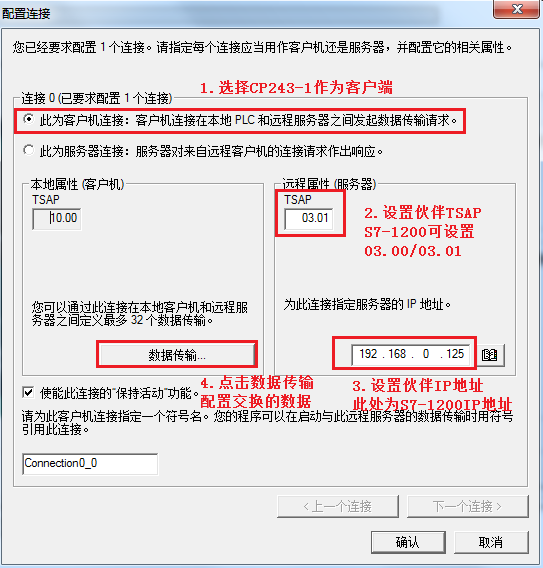 配置连接
您已经要求配置 1 个连接。请指定每个连接应当用作客户机还是服务器，并配置它的相关属性。
1. 选择CP243-1作为客户端
连接 0 (已要求配置 1 个连接)
此为客户机连接：客户机连接在本地 PLC 和远程服务器之间发起数据传输请求。
此为服务器连接：服务器对来自远程客户机的连接请求作出响应。
本地属性 (客户机)
TSAP
10.00
您可以通过此连接在本地客户机和远程服
务器之间定义最多 32 个数据传输。
数据传输...
远程属性 (服务器)
TSAP
03.01
2. 设置伙伴TSAP
S7-1200可设置
03.00/03.01
为此连接指定服务器的 IP 地址。
192 . 168 . 0 . 125
使能此连接的“保持活动”功能。
4. 点击数据传输
配置交换的数据
3. 设置伙伴IP地址
此处为S7-1200IP地址
请为此客户机连接指定一个符号名。您的程序可以在启动与此远程服务器的数据传输时用符号
引用此连接。
Connection0_0
< 上一个连接
下一个连接 >
确认
取消